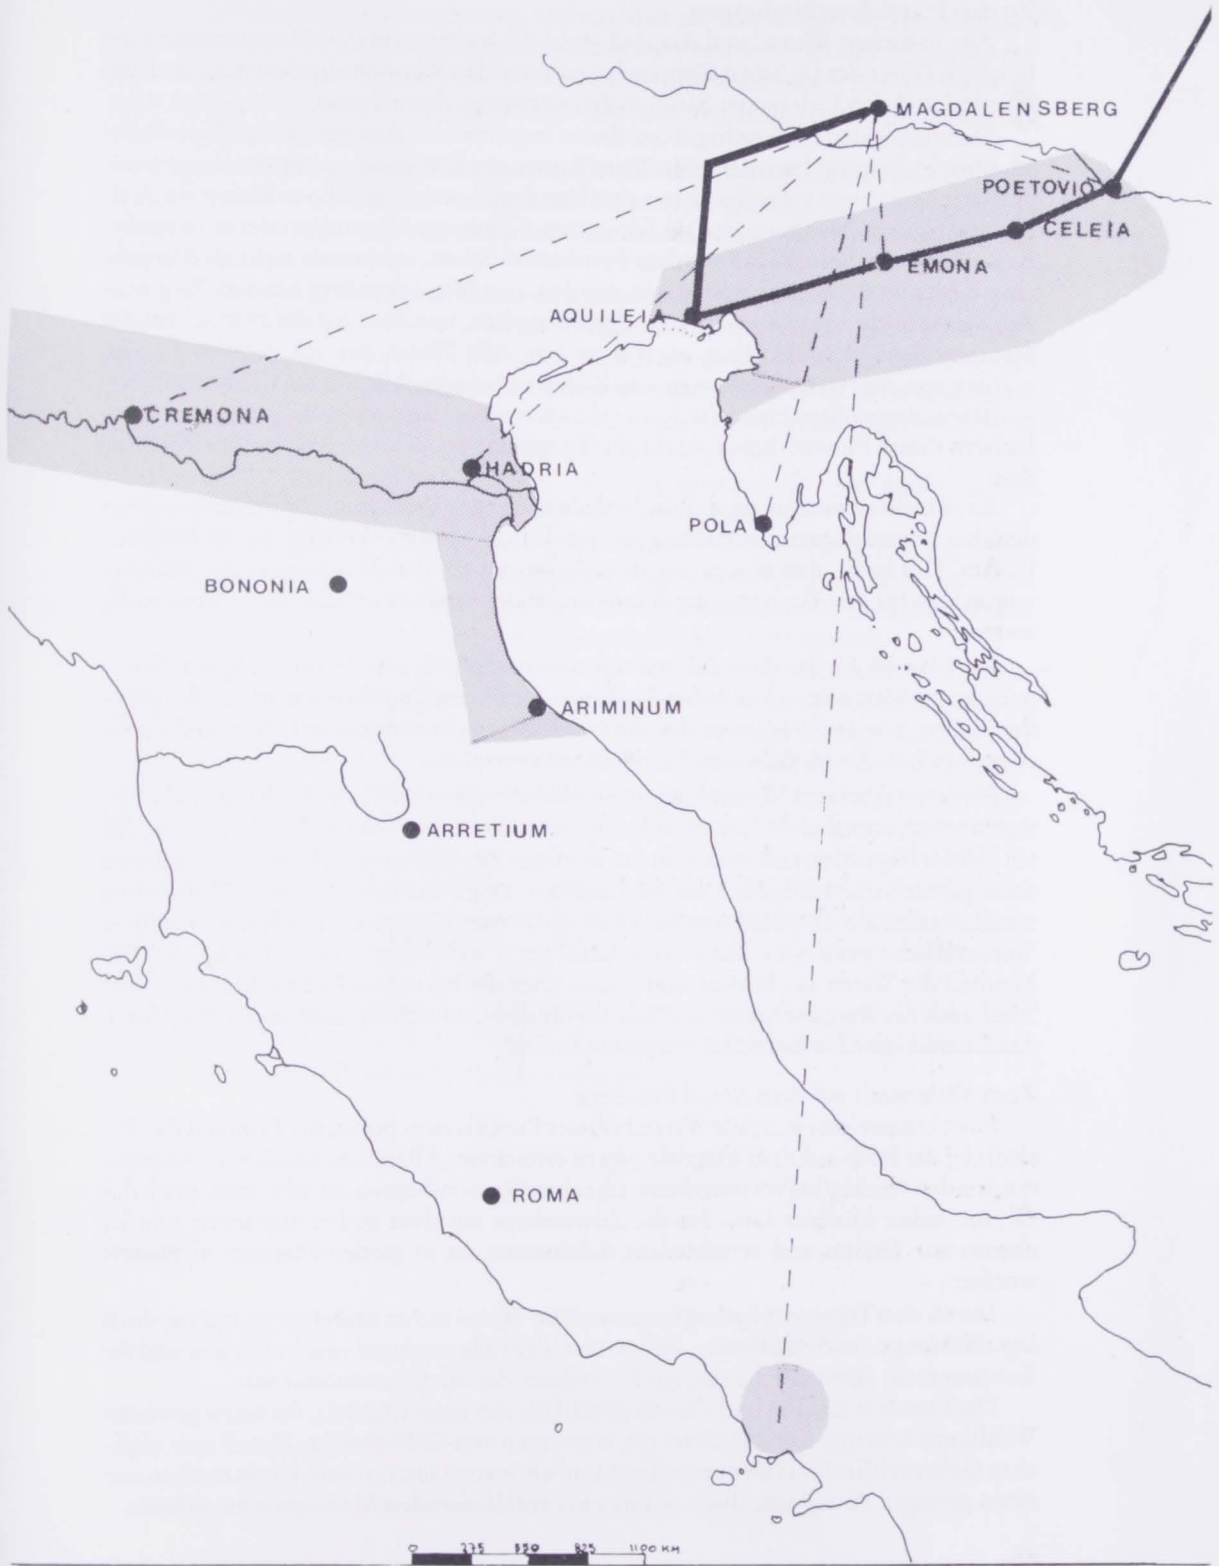 MAGDALENSBERG
POETOVIO
CELEIA
EMONA
AQUILEIA
CREMONA
HADRIA
POLA
BONONIA
ARIMINUM
ARRETIUM
ROMA
0 275 550 825 1100 KM